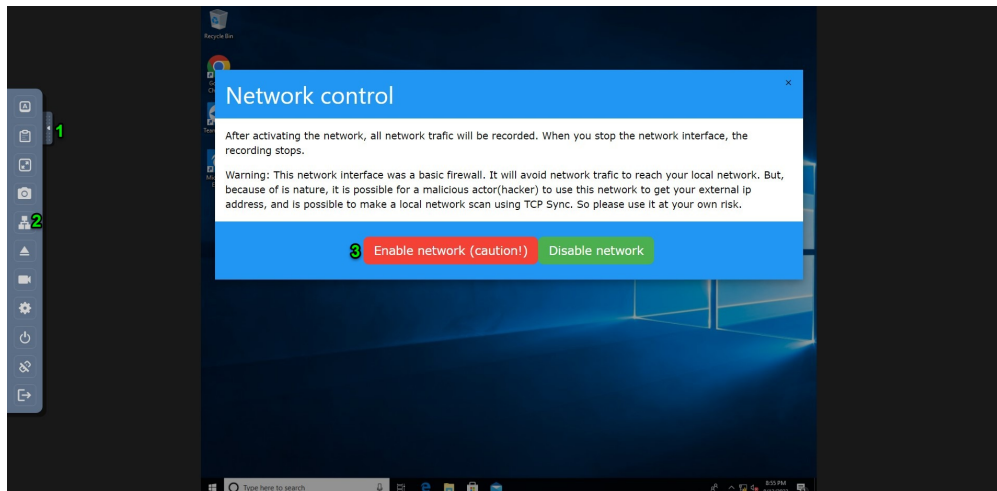 Recycle Bin
Network control
×
After activating the network, all network trafic will be recorded. When you stop the network interface, the
recording stops.
Warning: This network interface was a basic firewall. It will avoid network trafic to reach your local network. But,
because of is nature, it is possible for a malicious actor(hacker) to use this network to get your external ip
address, and is possible to make a local network scan using TCP Sync. So please use it at your own risk.
A
1
2
3 Enable network (caution!) Disable network
Type here to search
8:55 PM